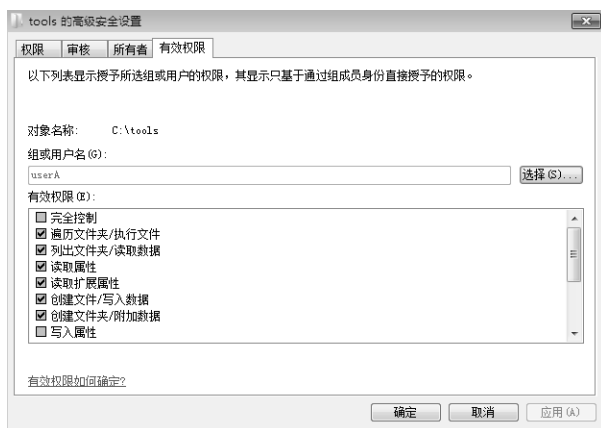 tools 的高级安全设置
权限 审核 所有者 有效权限
以下列表显示授予所选组或用户的权限，其显示只基于通过组成员身份直接授予的权限。
对象名称: C:\tools
组或用户名(G):
userA 选择(S)...
有效权限(E):
完全控制
遍历文件夹/执行文件
列出文件夹/读取数据
读取属性
读取扩展属性
创建文件/写入数据
创建文件夹/附加数据
写入属性
有效权限如何确定?
确定 取消 应用(A)